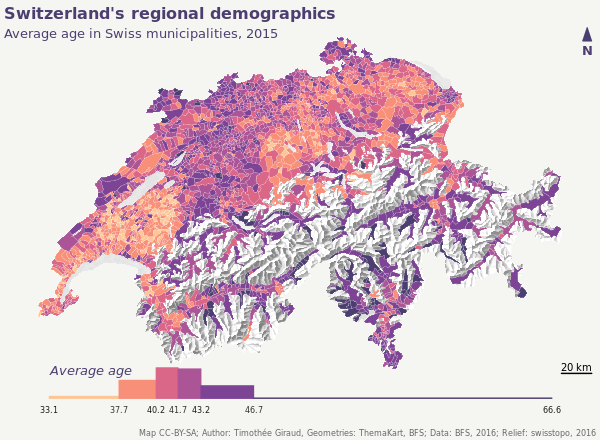 Switzerland's regional demographics
Average age in Swiss municipalities, 2015
N
20 km
Average age
33.1 37.7 40.2 41.7 43.2 46.7 66.6
Map CC-BY-SA; Author: Timothée Giraud, Geometries: ThemaKart, BFS; Data: BFS, 2016; Relief: swisstopo, 2016